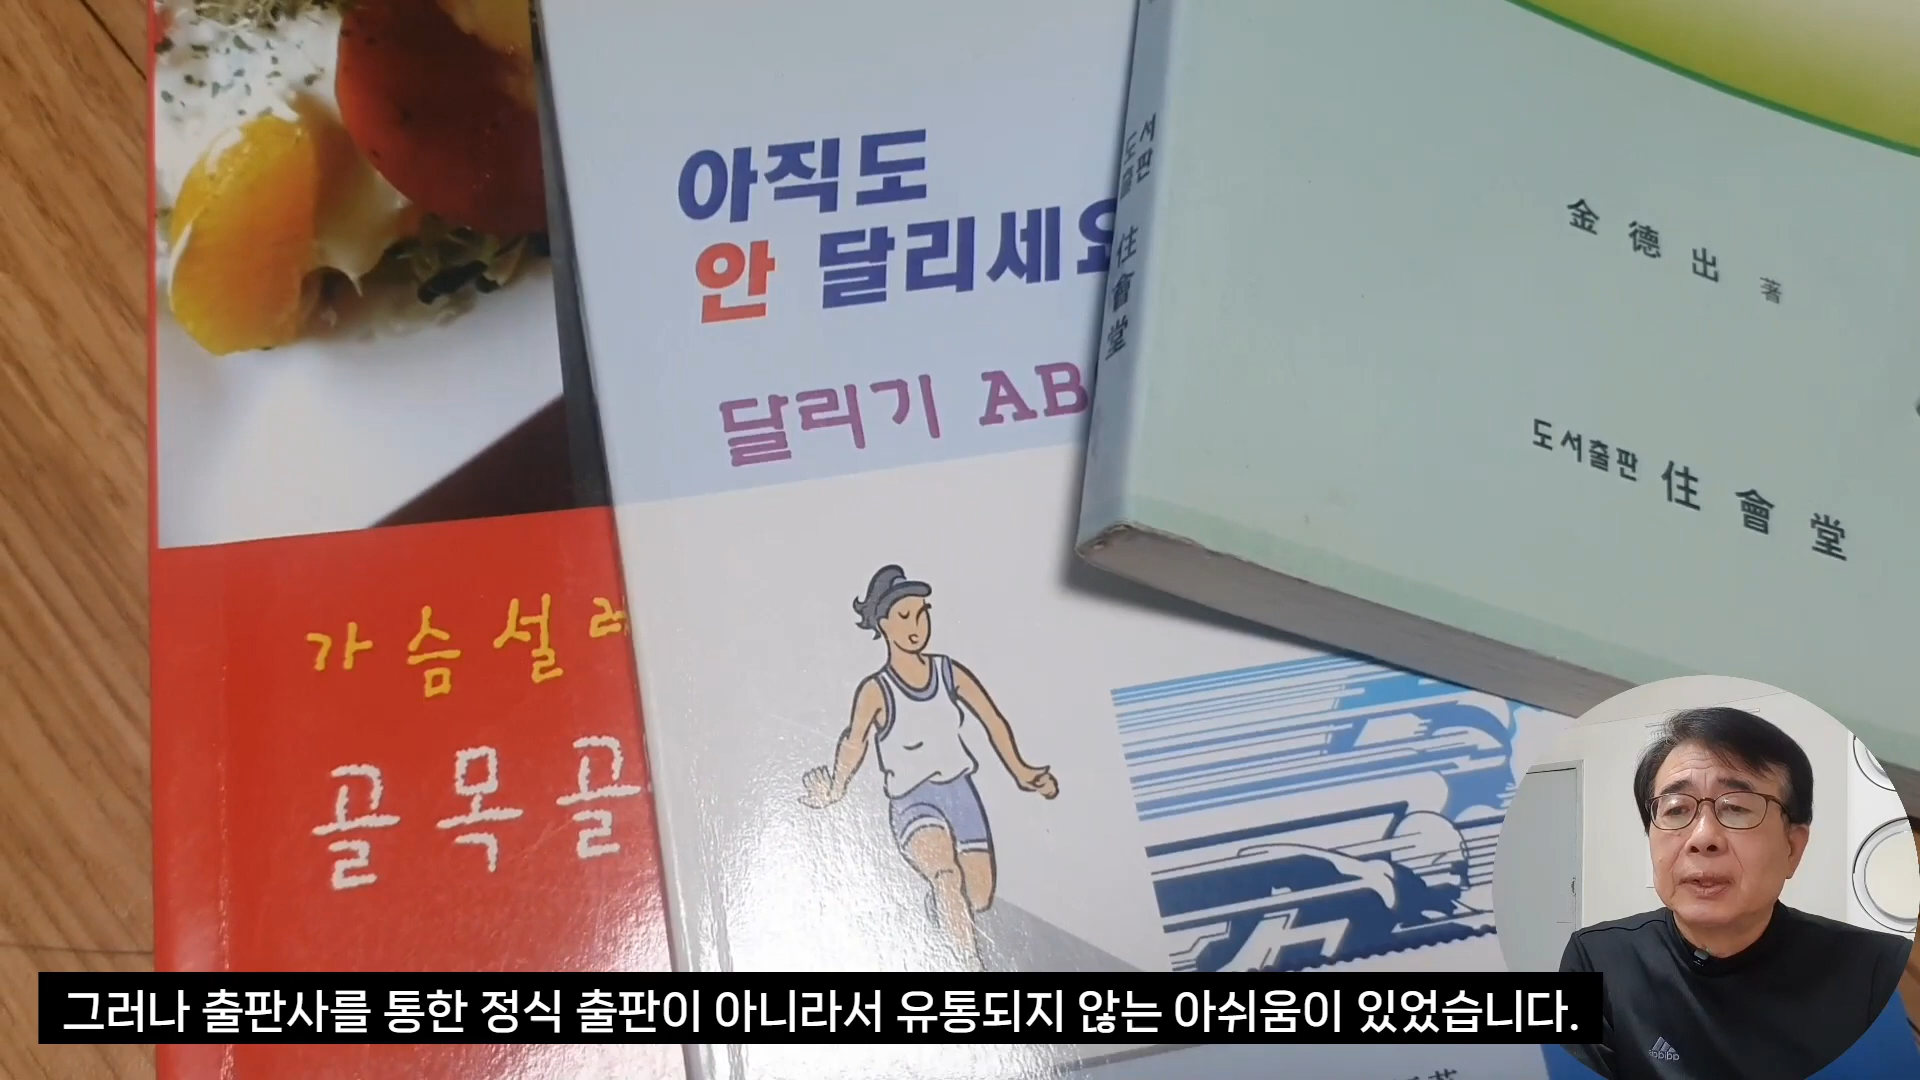 아직도
안 달리세요
달리기 AB
가슴설레
골목골
도서출판 住會堂
金德出 著
도서출판 住會堂
adidas
그러나 출판사를 통한 정식 출판이 아니라서 유통되지 않는 아쉬움이 있었습니다.